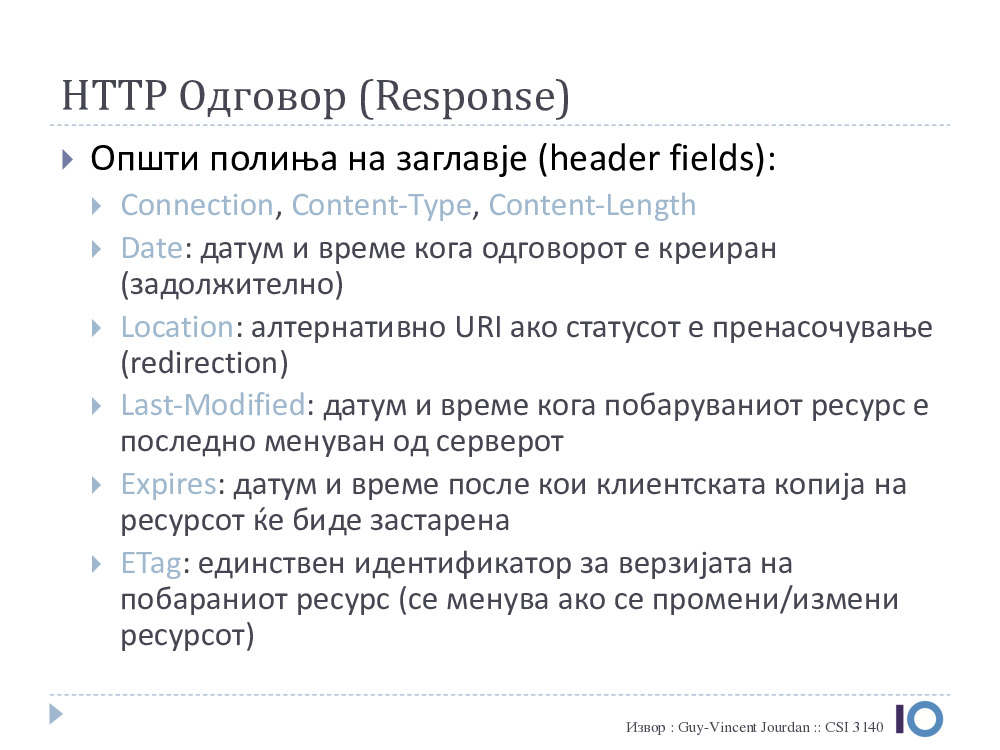 HTTP Одговор (Response)
Општи полиња на заглавје (header fields):
Connection, Content-Type, Content-Length
Date: датум и време кога одговорот е креиран
(задолжително)
Location: алтернативно URI ако статусот е пренасочување
(redirection)
Last-Modified: датум и време кога побаруваниот ресурс е
последно менуван од серверот
Expires: датум и време после кои клиентската копија на
ресурсот ќе биде застарена
ETag: единствен идентификатор за верзијата на
побараниот ресурс (се менува ако се промени/измени
ресурсот)
Извор : Guy-Vincent Jourdan :: CSI 3140